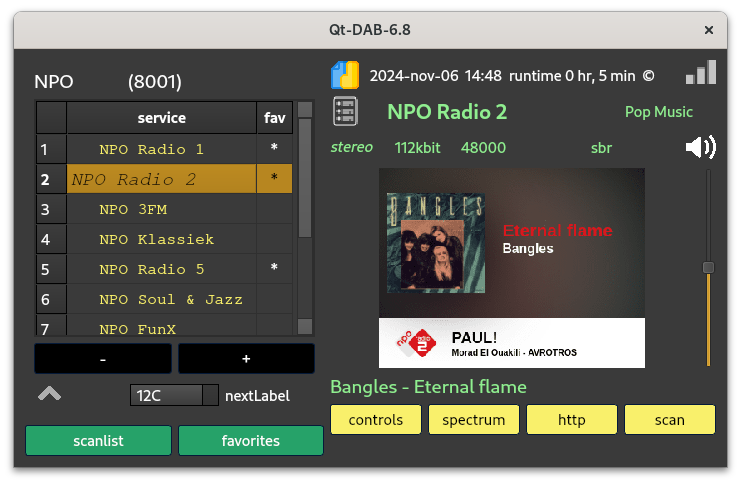 Qt-DAB-6.8
×
NPO (8001)
service fav
1 NPO Radio 1 *
2 NPO Radio 2 *
3 NPO 3FM
4 NPO Klassiek
5 NPO Radio 5 *
6 NPO Soul & Jazz
7 NPO FunX
- +
12C nextLabel
scanlist favorites
2024-nov-06 14:48 runtime 0 hr, 5 min ©
NPO Radio 2 Pop Music
stereo 112kbit 48000 sbr
BANGLES
Eternal flame
Bangles
npo radio 2
PAUL!
Morad El Ouakili - AVROTROS
Bangles - Eternal flame
controls spectrum http scan